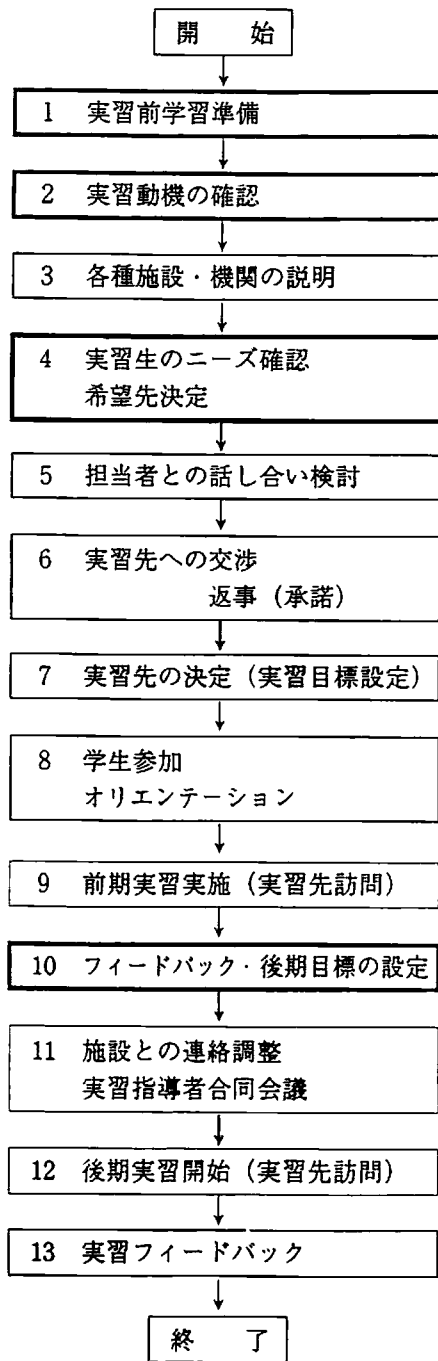 開 始
1 実習前学習準備
2 実習動機の確認
3 各種施設・機関の説明
4 実習生のニーズ確認
希望先決定
5 担当者との話し合い検討
6 実習先への交渉
返事(承諾)
7 実習先の決定(実習目標設定)
8 学生参加
オリエンテーション
9 前期実習実施(実習先訪問)
10 フィードバック・後期目標の設定
11 施設との連絡調整
実習指導者合同会議
12 後期実習開始(実習先訪問)
13 実習フィードバック
終 了